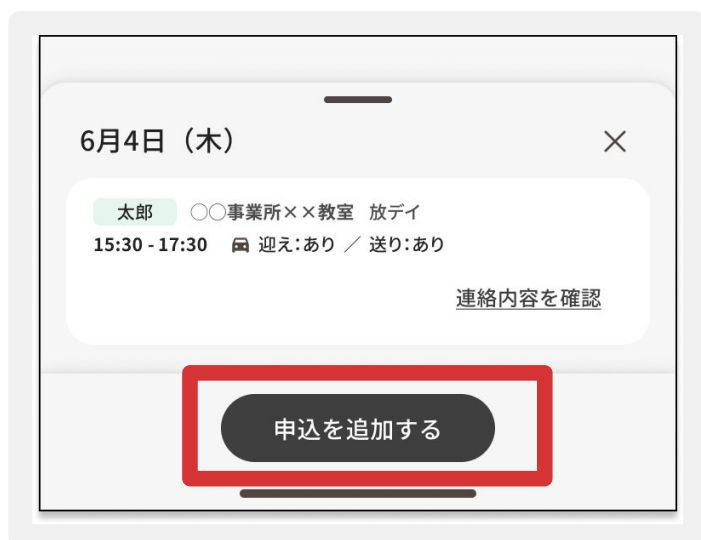 6月4日（木）
太郎 ○○事業所××教室 放デイ
15:30 - 17:30 迎え:あり ／ 送り:あり
連絡内容を確認
申込を追加する